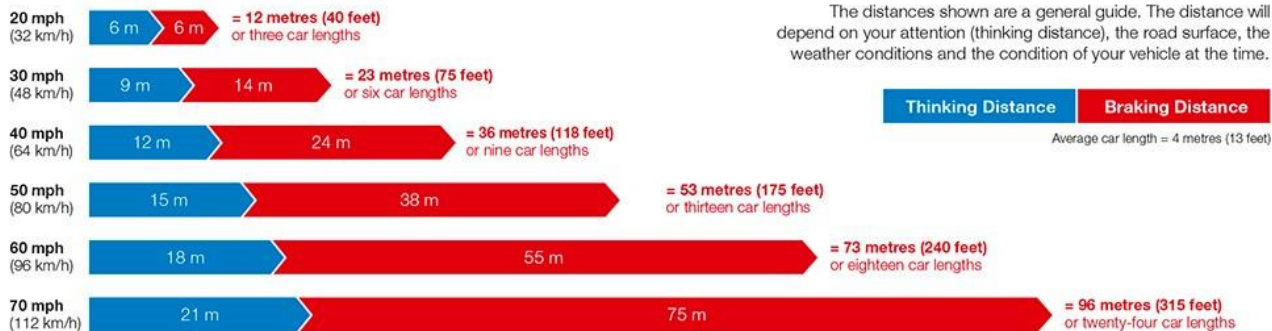 20 mph
(32 km/h)
6 m
6 m
= 12 metres (40 feet)
or three car lengths
The distances shown are a general guide. The distance will
depend on your attention (thinking distance), the road surface, the
weather conditions and the condition of your vehicle at the time.
30 mph
(48 km/h)
9 m
14 m
= 23 metres (75 feet)
or six car lengths
Thinking Distance
Braking Distance
Average car length = 4 metres (13 feet)
40 mph
(64 km/h)
12 m
24 m
= 36 metres (118 feet)
or nine car lengths
50 mph
(80 km/h)
15 m
38 m
= 53 metres (175 feet)
or thirteen car lengths
60 mph
(96 km/h)
18 m
55 m
= 73 metres (240 feet)
or eighteen car lengths
70 mph
(112 km/h)
21 m
75 m
= 96 metres (315 feet)
or twenty-four car lengths